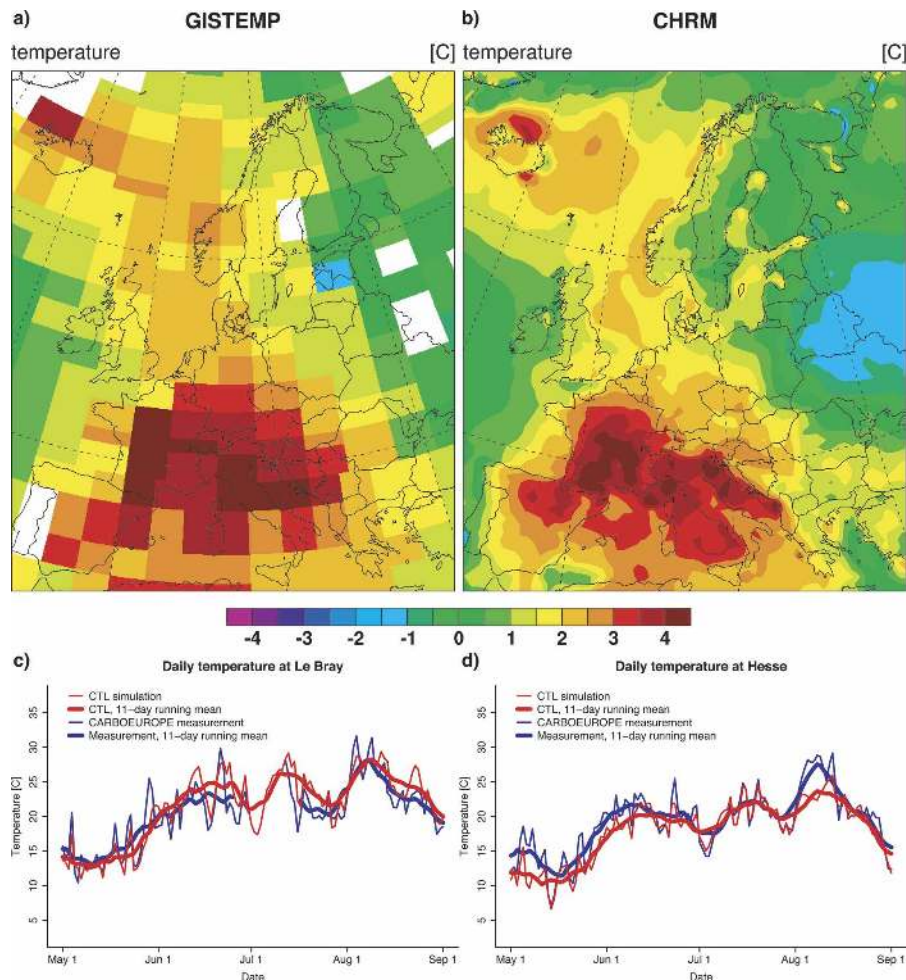 a) GISTEMP
temperature [C]
b) CHRM
temperature [C]
-4 -3 -2 -1 0 1 2 3 4
c) Daily temperature at Le Bray
CTL simulation
CTL, 11-day running mean
CARBOEUROPE measurement
Measurement, 11-day running mean
Temperature [C]
35
30
25
20
15
10
5
May 1 Jun 1 Jul 1 Aug 1 Sep 1
Date
d) Daily temperature at Hesse
CTL simulation
CTL, 11-day running mean
CARBOEUROPE measurement
Measurement, 11-day running mean
Temperature [C]
35
30
25
20
15
10
5
May 1 Jun 1 Jul 1 Aug 1 Sep 1
Date